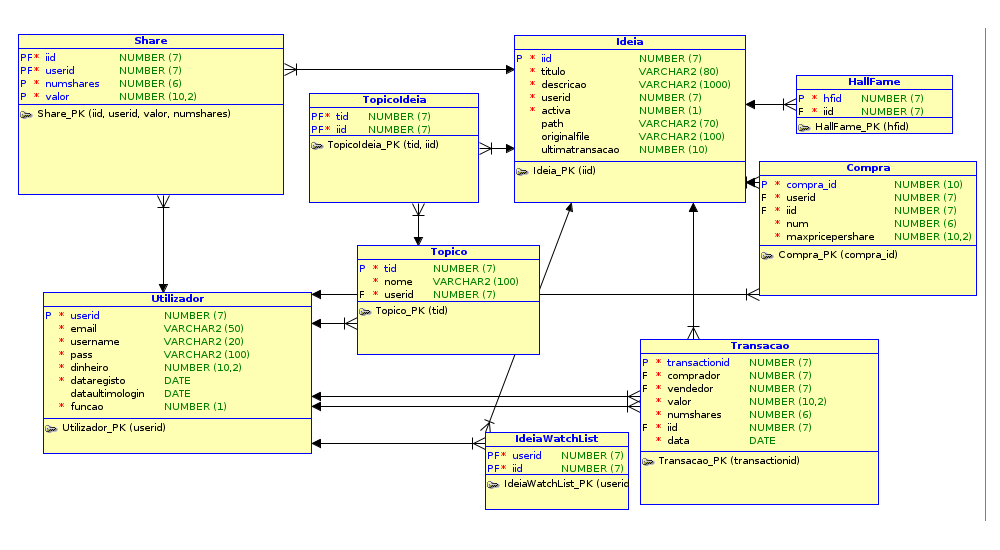 Share
PF* iid NUMBER (7)
PF* userid NUMBER (7)
P * numshares NUMBER (6)
P * valor NUMBER (10,2)
Share_PK (iid, userid, valor, numshares)
Ideia
P * iid NUMBER (7)
* titulo VARCHAR2 (80)
* descricao VARCHAR2 (1000)
* userid NUMBER (7)
* activa NUMBER (1)
path VARCHAR2 (70)
originalfile VARCHAR2 (100)
ultimatransacao NUMBER (10)
Ideia_PK (iid)
HallFame
P * hfid NUMBER (7)
F * iid NUMBER (7)
HallFame_PK (hfid)
TopicoIdeia
PF* tid NUMBER (7)
PF* iid NUMBER (7)
TopicoIdeia_PK (tid, iid)
Compra
P * compra_id NUMBER (10)
F * userid NUMBER (7)
F * iid NUMBER (7)
* num NUMBER (6)
* maxpricepershare NUMBER (10,2)
Compra_PK (compra_id)
Topico
P * tid NUMBER (7)
* nome VARCHAR2 (100)
F * userid NUMBER (7)
Topico_PK (tid)
Utilizador
P * userid NUMBER (7)
* email VARCHAR2 (50)
* username VARCHAR2 (20)
* pass VARCHAR2 (100)
* dinheiro NUMBER (10,2)
* dataregisto DATE
dataultimologin DATE
* funcao NUMBER (1)
Utilizador_PK (userid)
Transacao
P * transactionid NUMBER (7)
F * comprador NUMBER (7)
F * vendedor NUMBER (7)
* valor NUMBER (10,2)
* numshares NUMBER (6)
F * iid NUMBER (7)
* data DATE
Transacao_PK (transactionid)
IdeiaWatchList
PF* userid NUMBER (7)
PF* iid NUMBER (7)
IdeiaWatchList_PK (userid